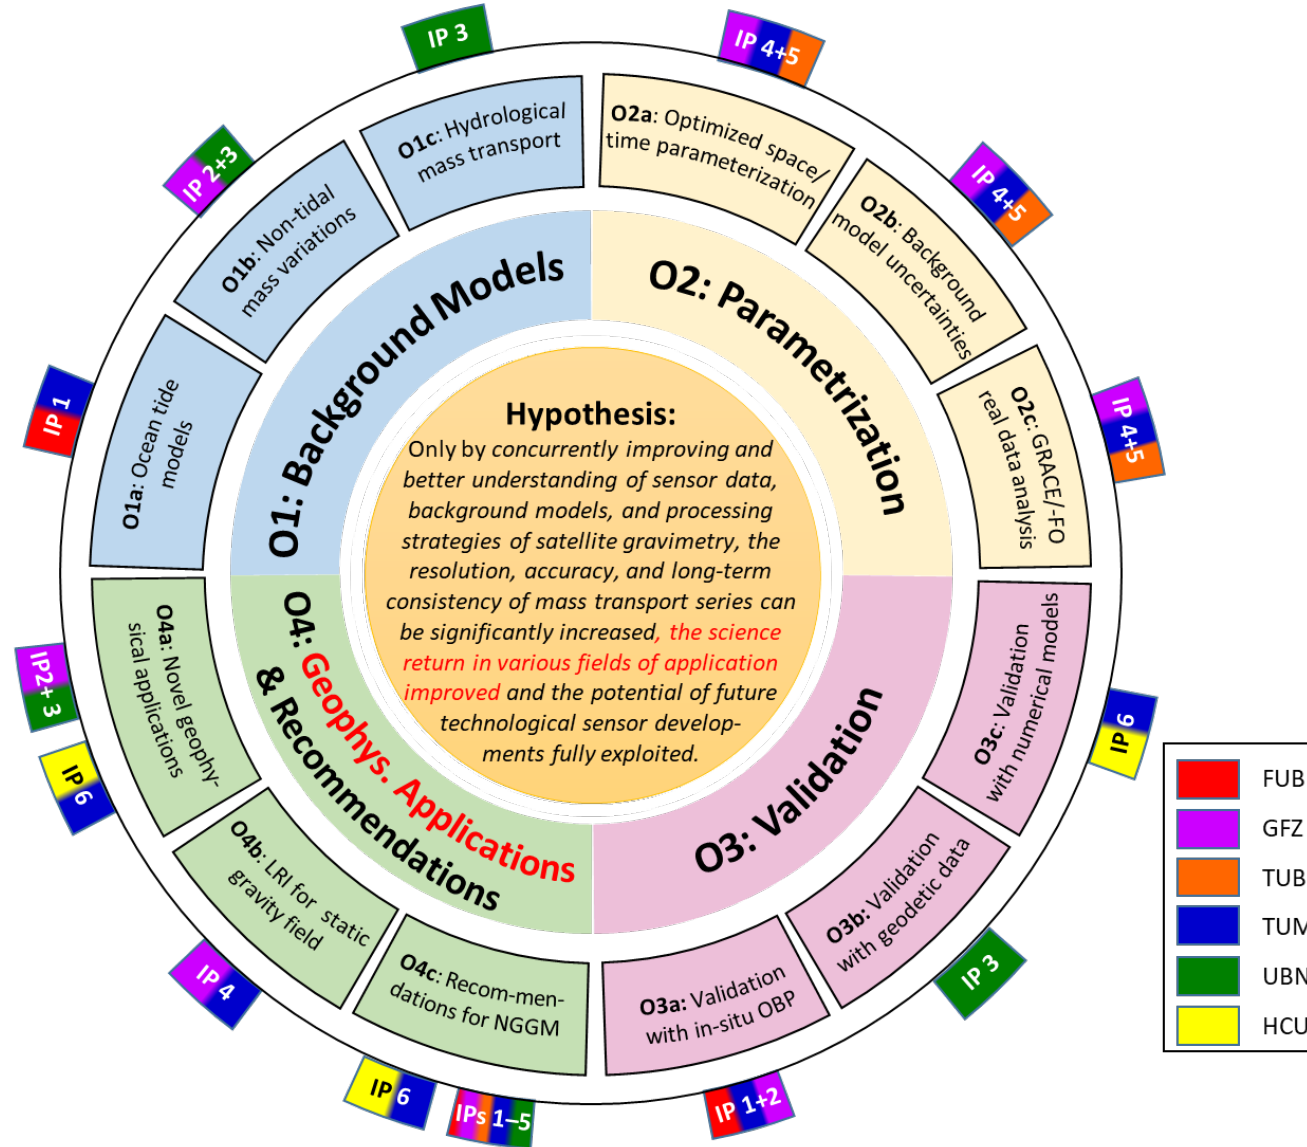 IP 3
IP 4+5
IP 2+3
IP 4+5
IP 1
IP 4+5
O1c: Hydrological
mass transport
O2a: Optimized space/
time parameterization
O1b: Non-tidal
mass variations
O2b: Background
model uncertainties
O1a: Ocean tide
models
O2c: GRACE/-FO
real data analysis
O1: Background Models
O2: Parametrization
Hypothesis:
Only by concurrently improving and
better understanding of sensor data,
background models, and processing
strategies of satellite gravimetry, the
resolution, accuracy, and long-term
consistency of mass transport series can
be significantly increased, the science
return in various fields of application
improved and the potential of future
technological sensor develop-
ments fully exploited.
O4: Geophys. Applications
& Recommendations
O3: Validation
O4a: Novel geophy-
sical applications
O3c: Validation
with numerical models
O4b: LRI for static
gravity field
O3b: Validation
with geodetic data
O4c: Recom-men-
dations for NGGM
O3a: Validation
with in-situ OBP
IP2+ 3
IP 6
IP 6
IP 4
IP 3
IP 6
IPs 1–5
IP 1+2
FUB
GFZ
TUB
TUM
UBN
HCU